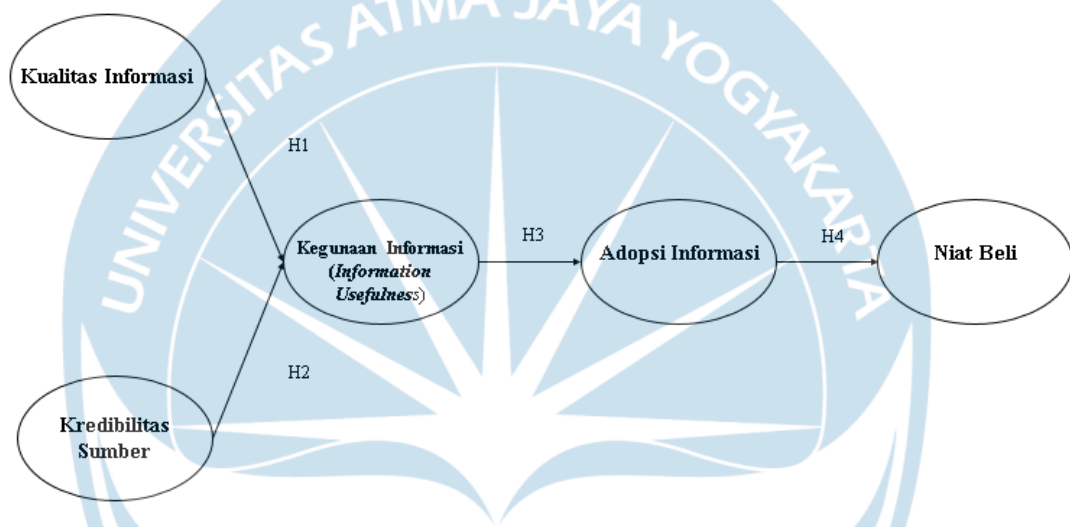 UNIVERSITAS ATMA JAYA YOGYAKARTA
Kualitas Informasi
H1
Kegunaan Informasi
(Information
Usefulness)
H3
Adopsi Informasi
H4
Niat Beli
H2
Kredibilitas
Sumber